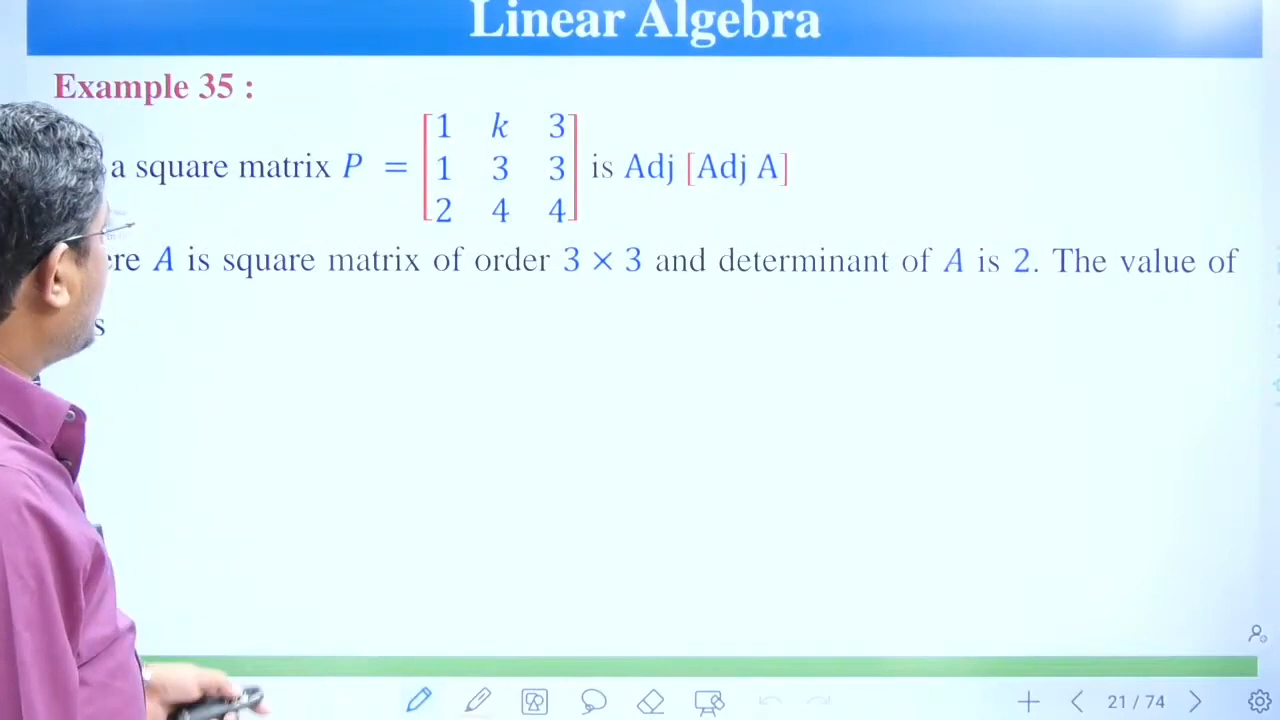 Linear Algebra
Example 35 :
a square matrix P = [1 k 3
1 3 3
2 4 4] is Adj [Adj A]
A is square matrix of order 3 × 3 and determinant of A is 2. The value of
21 / 74